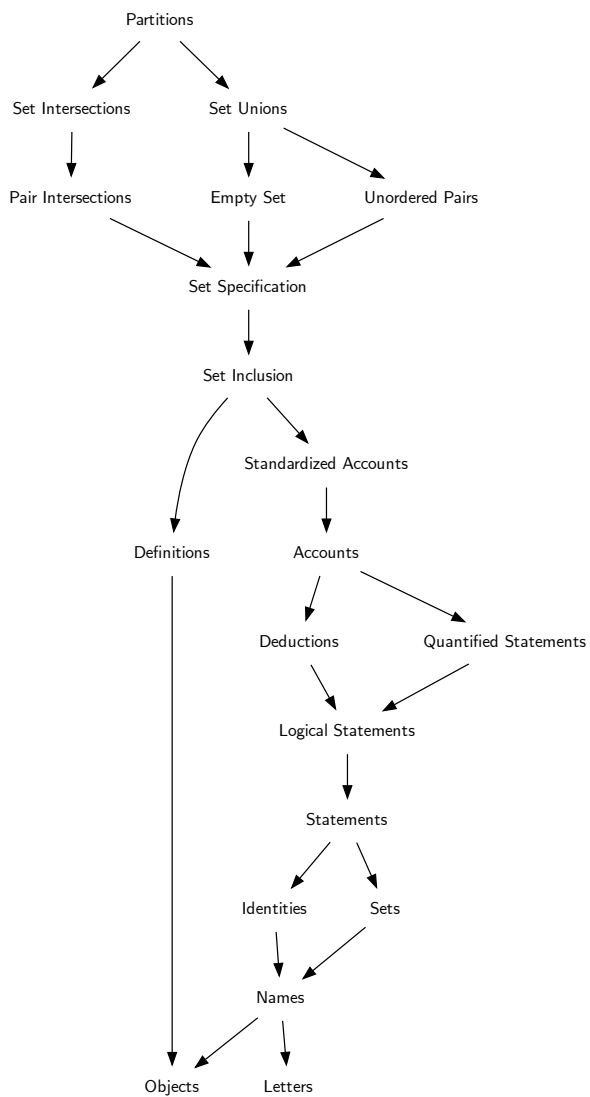 Partitions
Set Intersections
Set Unions
Pair Intersections
Empty Set
Unordered Pairs
Set Specification
Set Inclusion
Standardized Accounts
Definitions
Accounts
Deductions
Quantified Statements
Logical Statements
Statements
Identities
Sets
Names
Objects
Letters